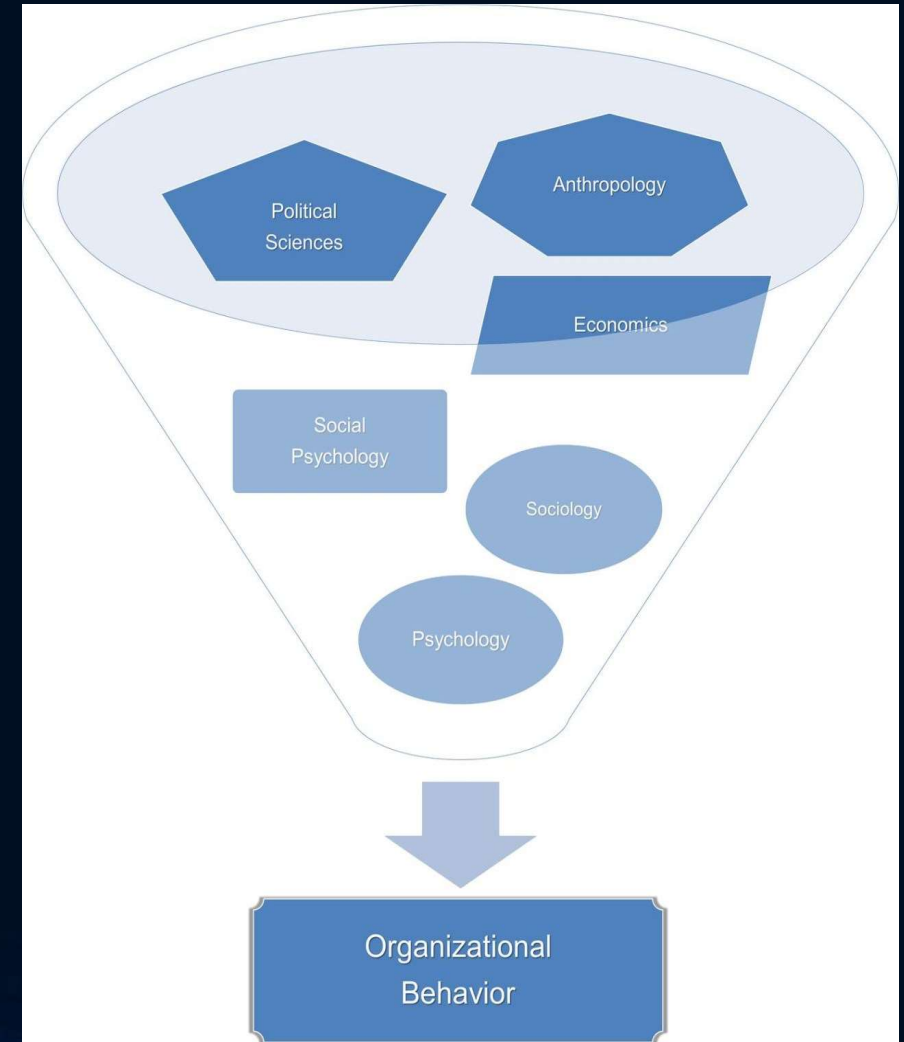 Political
Sciences
Anthropology
Economics
Social
Psychology
Sociology
Psychology
Organizational
Behavior